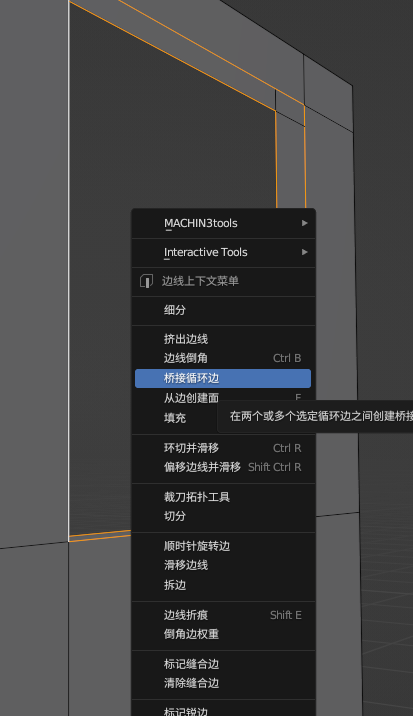 MACHIN3tools
Interactive Tools
边线上下文菜单
细分
挤出边线
边线倒角 Ctrl B
桥接循环边
从边创建面 F
填充
在两个或多个选定循环边之间创建桥接
环切并滑移 Ctrl R
偏移边线并滑移 Shift Ctrl R
裁刀拓扑工具
切分
顺时针旋转边
滑移边线
拆边
边线折痕 Shift E
倒角边权重
标记缝合边
清除缝合边
标记锐边